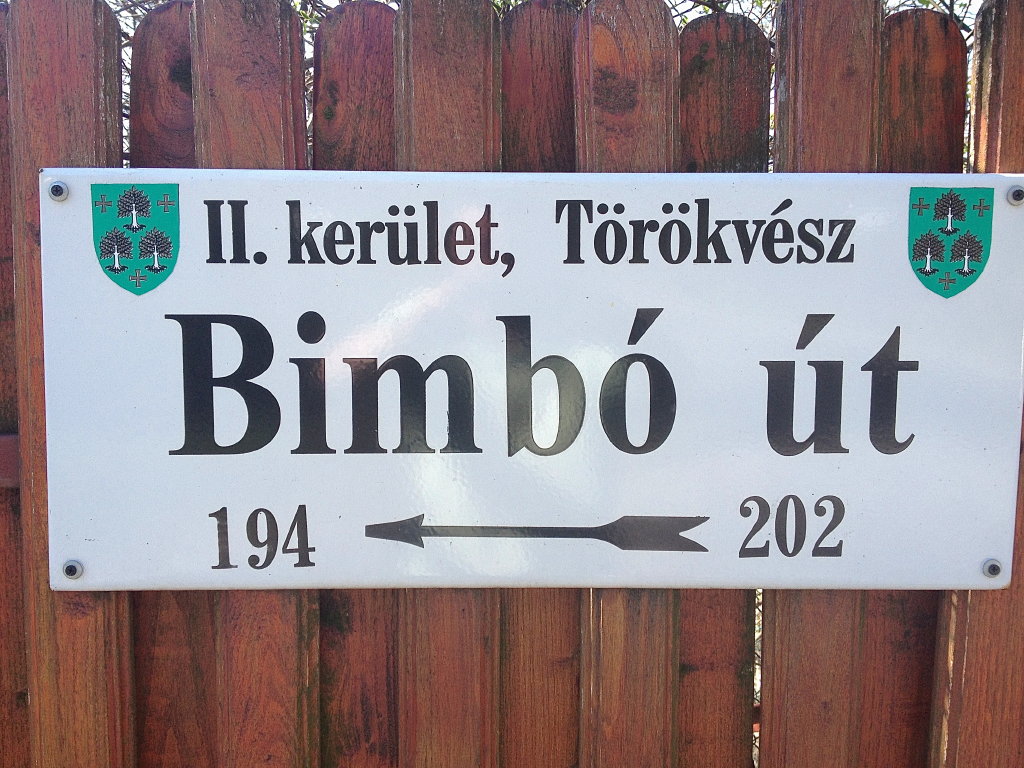 II. kerület, Törökvész
Bimbó út
194 202